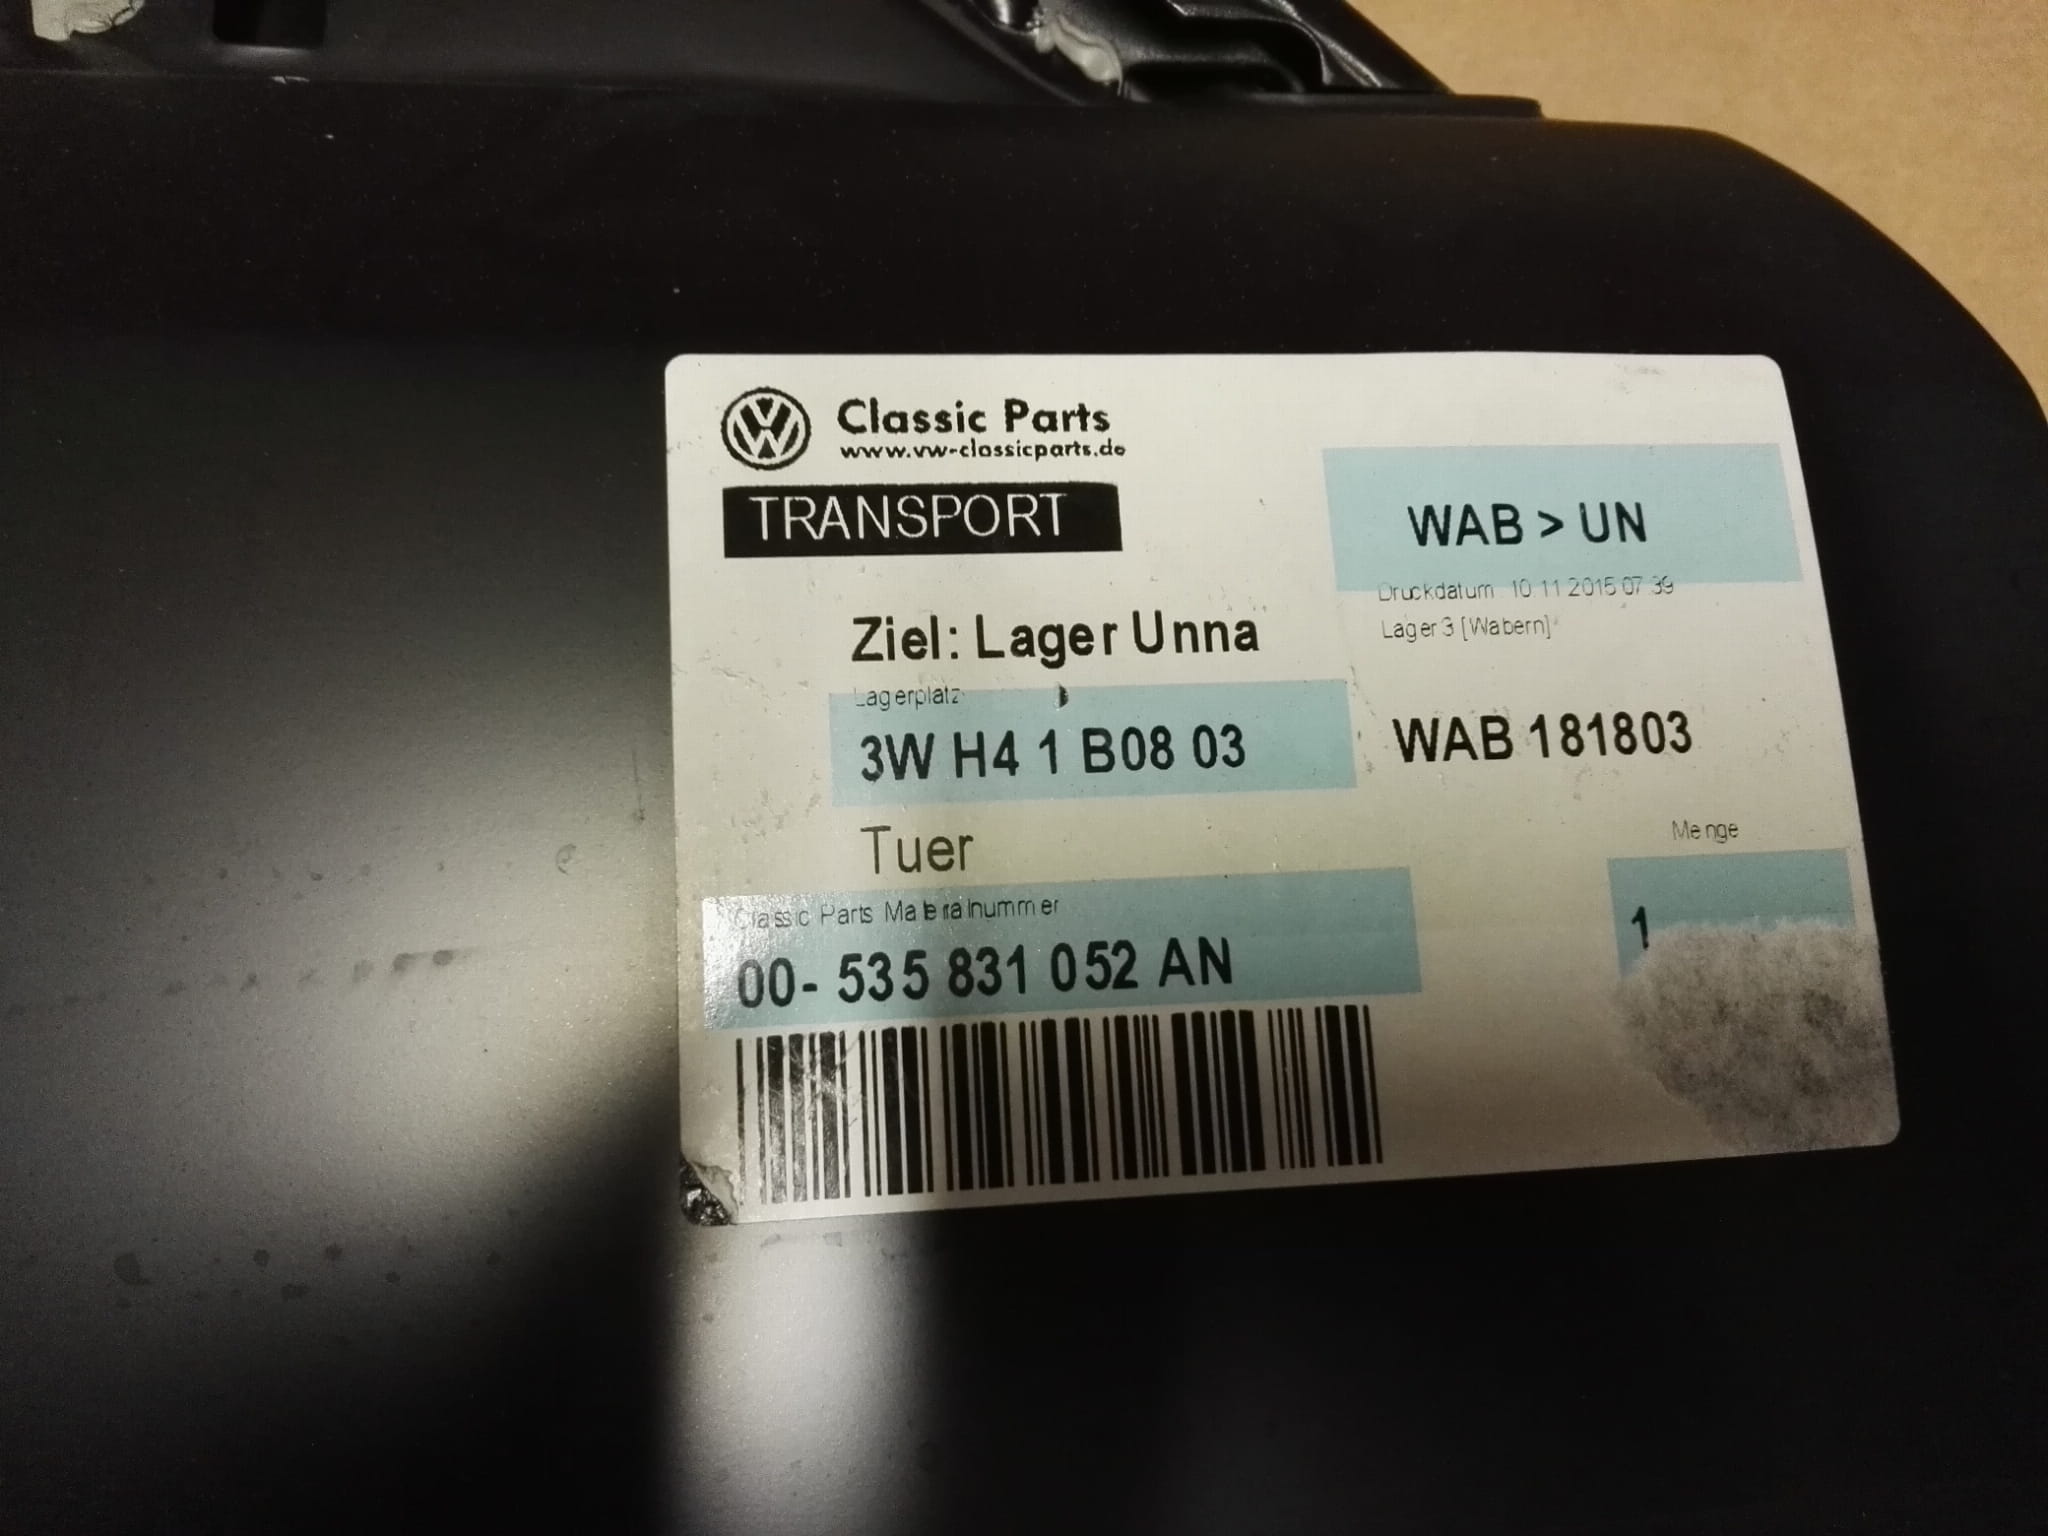 Classic Parts
www.vw-classicparts.de
TRANSPORT
WAB > UN
Druckdatum 10 11 2015 07 39
Ziel: Lager Unna
Lager 3 [Wabern]
Lagerplatz
3W H4 1 B08 03
WAB 181803
Tuer
Menge
Classic Parts Materialnummer
1
00- 535 831 052 AN